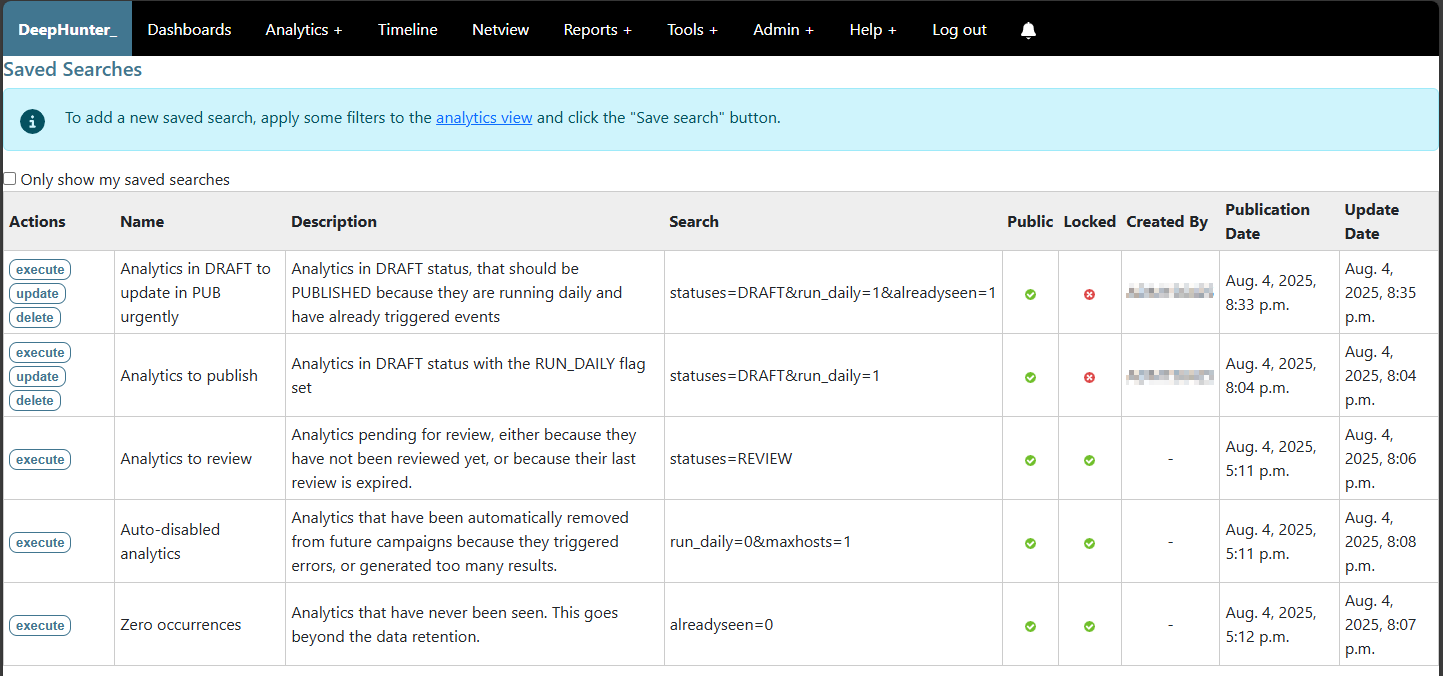 DeepHunter_ Dashboards Analytics + Timeline Netview Reports + Tools + Admin + Help + Log out
Saved Searches
To add a new saved search, apply some filters to the analytics view and click the "Save search" button.
Only show my saved searches
Actions Name Description Search Public Locked Created By Publication Date Update Date
execute
update
delete
Analytics in DRAFT to
update in PUB
urgently
Analytics in DRAFT status, that should be
PUBLISHED because they are running daily and
have already triggered events
statuses=DRAFT&run_daily=1&alreadyseen=1
Aug. 4, 2025,
8:33 p.m.
Aug. 4,
2025, 8:35
p.m.
execute
update
delete
Analytics to publish
Analytics in DRAFT status with the RUN_DAILY flag
set
statuses=DRAFT&run_daily=1
Aug. 4, 2025,
8:04 p.m.
Aug. 4,
2025, 8:04
p.m.
execute
Analytics to review
Analytics pending for review, either because they
have not been reviewed yet, or because their last
review is expired.
statuses=REVIEW
-
Aug. 4, 2025,
5:11 p.m.
Aug. 4,
2025, 8:06
p.m.
execute
Auto-disabled
analytics
Analytics that have been automatically removed
from future campaigns because they triggered
errors, or generated too many results.
run_daily=0&maxhosts=1
-
Aug. 4, 2025,
5:11 p.m.
Aug. 4,
2025, 8:08
p.m.
execute
Zero occurrences
Analytics that have never been seen. This goes
beyond the data retention.
alreadyseen=0
-
Aug. 4, 2025,
5:12 p.m.
Aug. 4,
2025, 8:07
p.m.